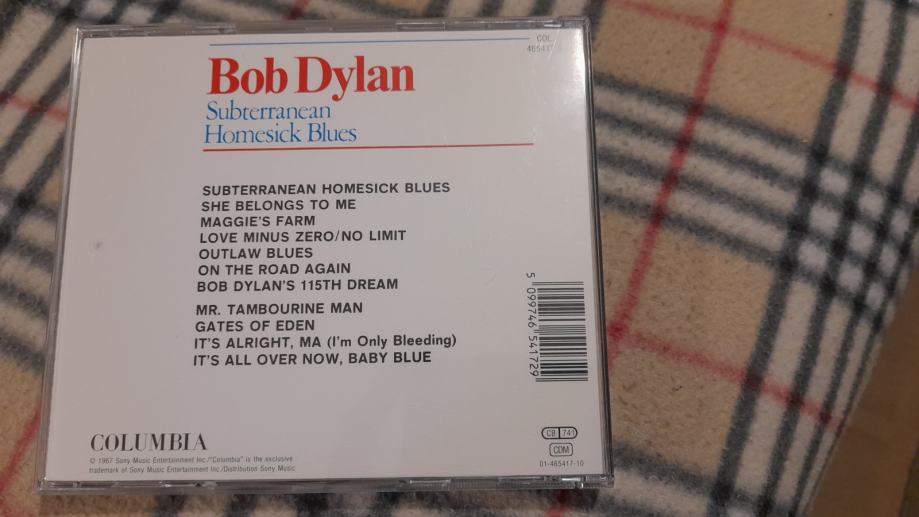 COL
465417
Bob Dylan
Subterranean
Homesick Blues
SUBTERRANEAN HOMESICK BLUES
SHE BELONGS TO ME
MAGGIE'S FARM
LOVE MINUS ZERO/NO LIMIT
OUTLAW BLUES
ON THE ROAD AGAIN
BOB DYLAN'S 115TH DREAM
MR. TAMBOURINE MAN
GATES OF EDEN
IT'S ALRIGHT, MA (I'm Only Bleeding)
IT'S ALL OVER NOW, BABY BLUE
5 099746 541729
COLUMBIA
© 1967 Sony Music Entertainment Inc./"Columbia" is the exclusive
trademark of Sony Music Entertainment Inc./Distribution Sony Music
CB 741
CDM
01-465417-10